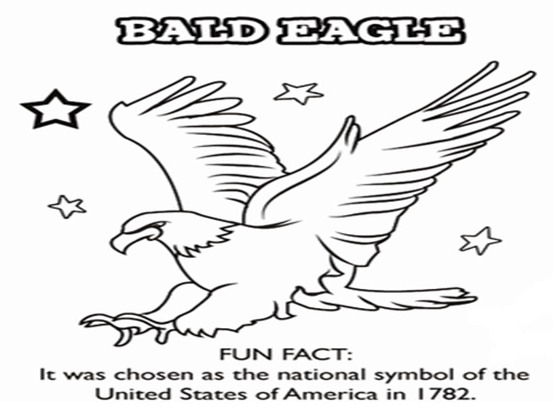 BALD EAGLE
FUN FACT:
It was chosen as the national symbol of the
United States of America in 1782.